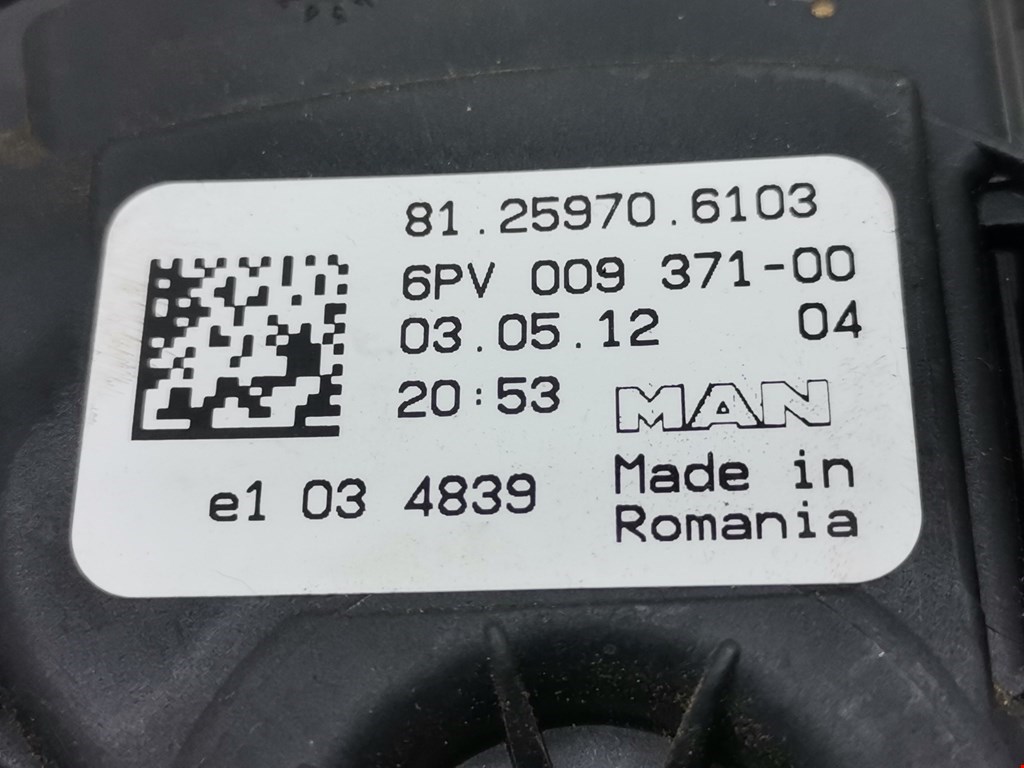 81.25970.6103
6PV 009 371-00
03.05.12 04
20:53 MAN
e1 03 4839
Made in
Romania